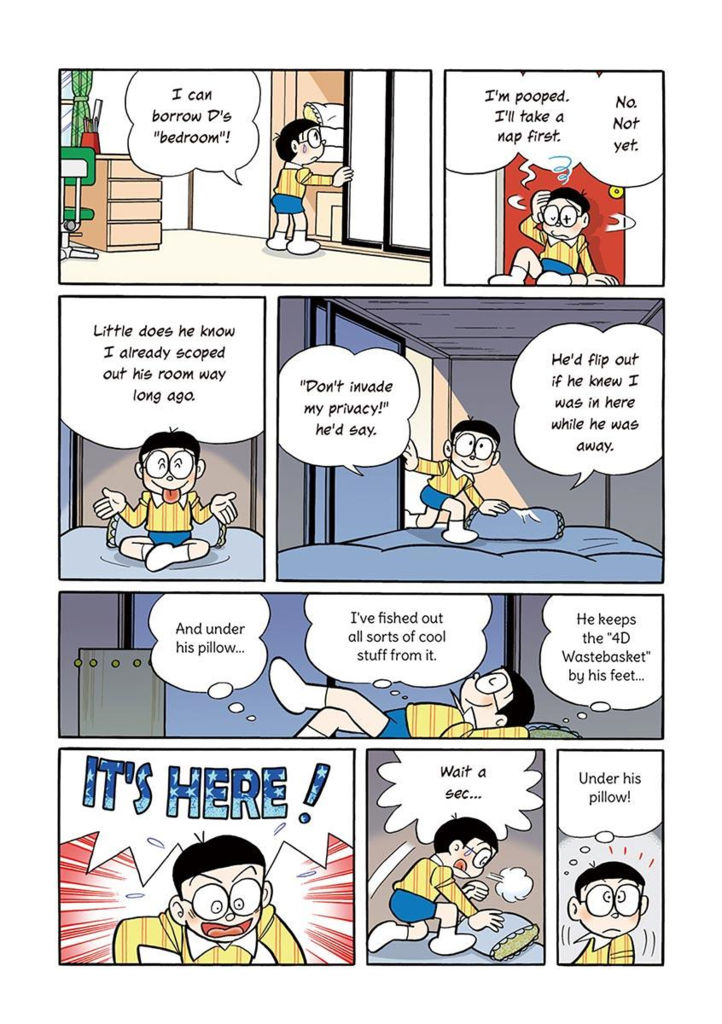 No.
Not
yet.
I'm pooped.
I'll take a
nap first.
I can
borrow D's
"bedroom"!
He'd flip out
if he knew I
was in here
while he was
away.
"Don't invade
my privacy!"
he'd say.
Little does he know
I already scoped
out his room way
long ago.
He keeps
the "4D
Wastebasket"
by his feet...
I've fished out
all sorts of cool
stuff from it.
And under
his pillow...
Under his
pillow!
Wait a
sec...
IT'S HERE!